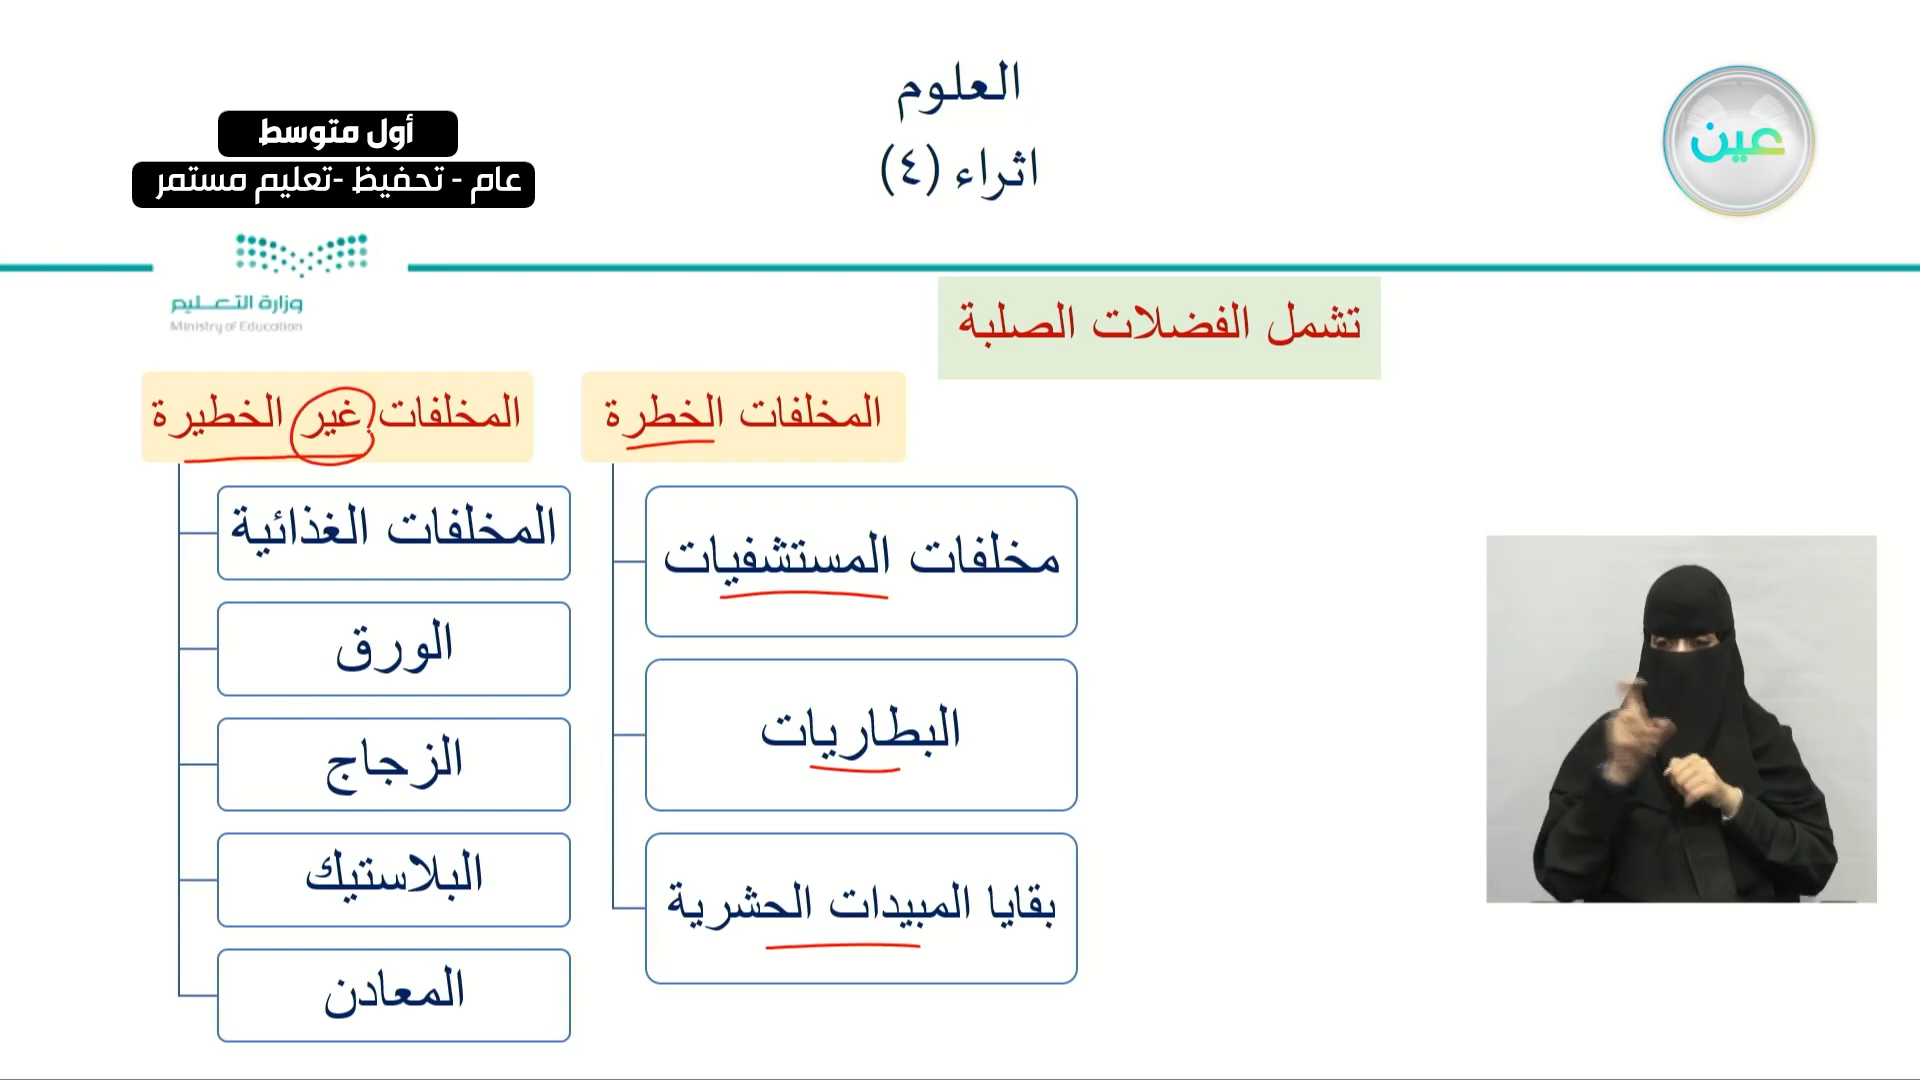 العلوم
اثراء (٤)
عين
أول متوسط
عام - تحفيظ -تعليم مستمر
وزارة التعليم
Ministry of Education
تشمل الفضلات الصلبة
المخلفات الخطرة
مخلفات المستشفيات
البطاريات
بقايا المبيدات الحشرية
المخلفات غير الخطيرة
المخلفات الغذائية
الورق
الزجاج
البلاستيك
المعادن